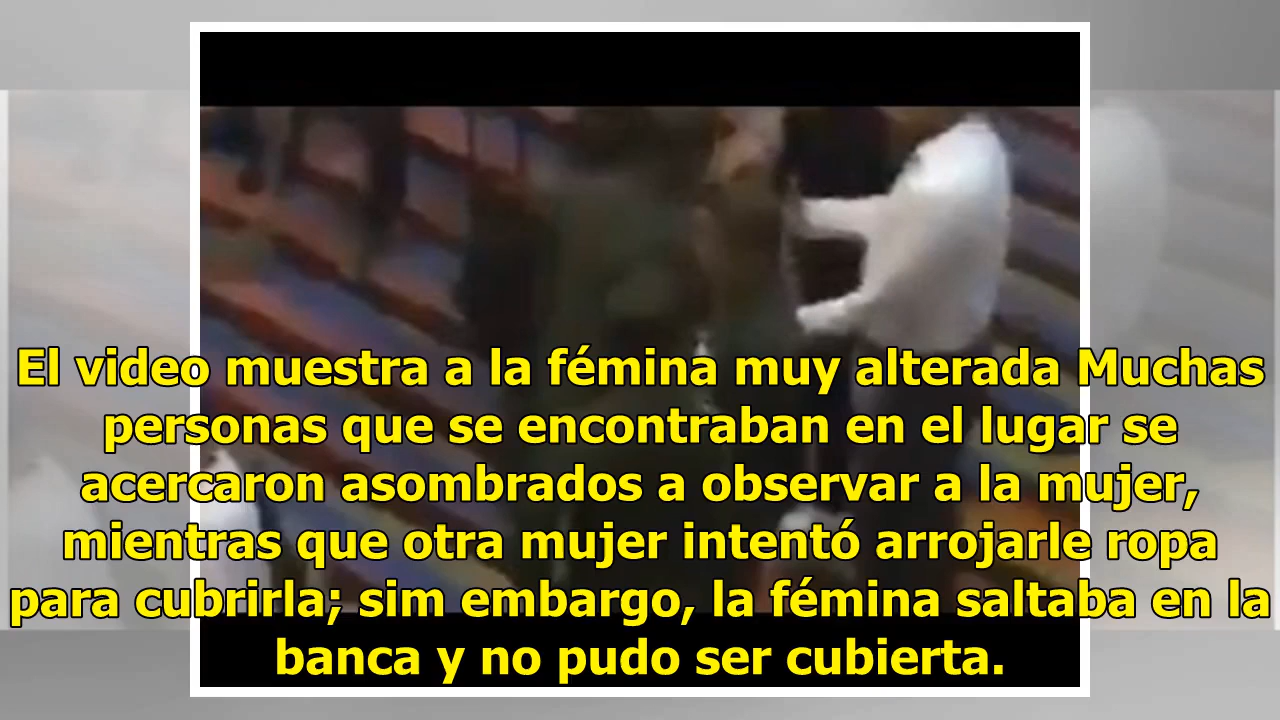 El video muestra a la fémina muy alterada Muchas
personas que se encontraban en el lugar se
acercaron asombrados a observar a la mujer,
mientras que otra mujer intentó arrojarle ropa
para cubrirla; sim embargo, la fémina saltaba en la
banca y no pudo ser cubierta.